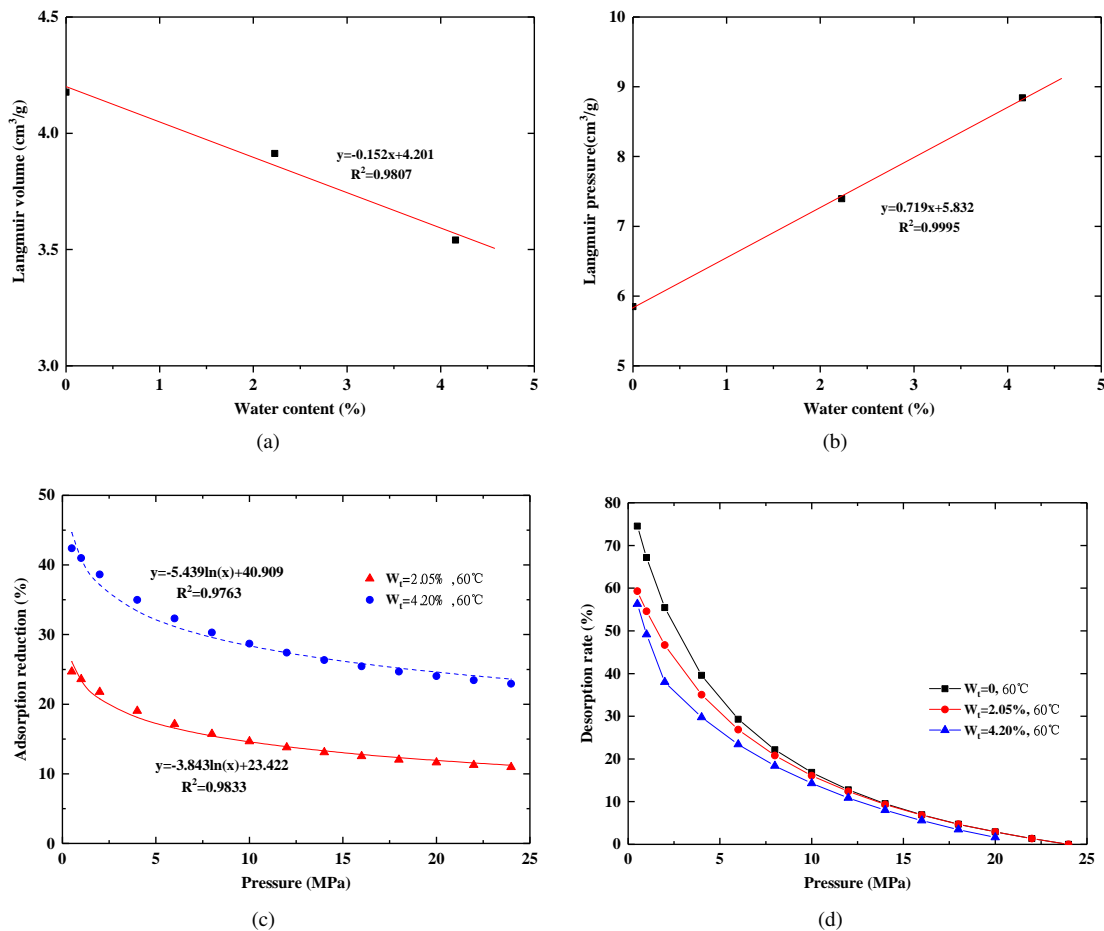 4.5
4.0
3.5
3.0
Langmuir volume (cm³/g)
y=-0.152x+4.201
R²=0.9807
0 1 2 3 4 5
Water content (%)
(a)
10
9
8
7
6
5
Langmuir pressure(cm³/g)
y=0.719x+5.832
R²=0.9995
0 1 2 3 4 5
Water content (%)
(b)
50
40
30
20
10
0
Adsorption reduction (%)
y=-5.439ln(x)+40.909
R²=0.9763
Wt=2.05% , 60℃
Wt=4.20% , 60℃
y=-3.843ln(x)+23.422
R²=0.9833
0 5 10 15 20 25
Pressure (MPa)
(c)
80
70
60
50
40
30
20
10
0
Desorption rate (%)
Wt=0, 60℃
Wt=2.05%, 60℃
Wt=4.20%, 60℃
0 5 10 15 20 25
Pressure (MPa)
(d)